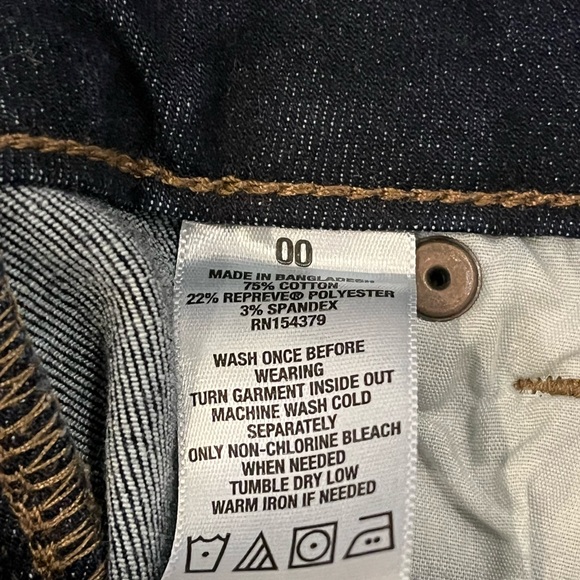 00
MADE IN BANGLADESH
75% COTTON
22% REPREVE® POLYESTER
3% SPANDEX
RN154379
WASH ONCE BEFORE
WEARING
TURN GARMENT INSIDE OUT
MACHINE WASH COLD
SEPARATELY
ONLY NON-CHLORINE BLEACH
WHEN NEEDED
TUMBLE DRY LOW
WARM IRON IF NEEDED